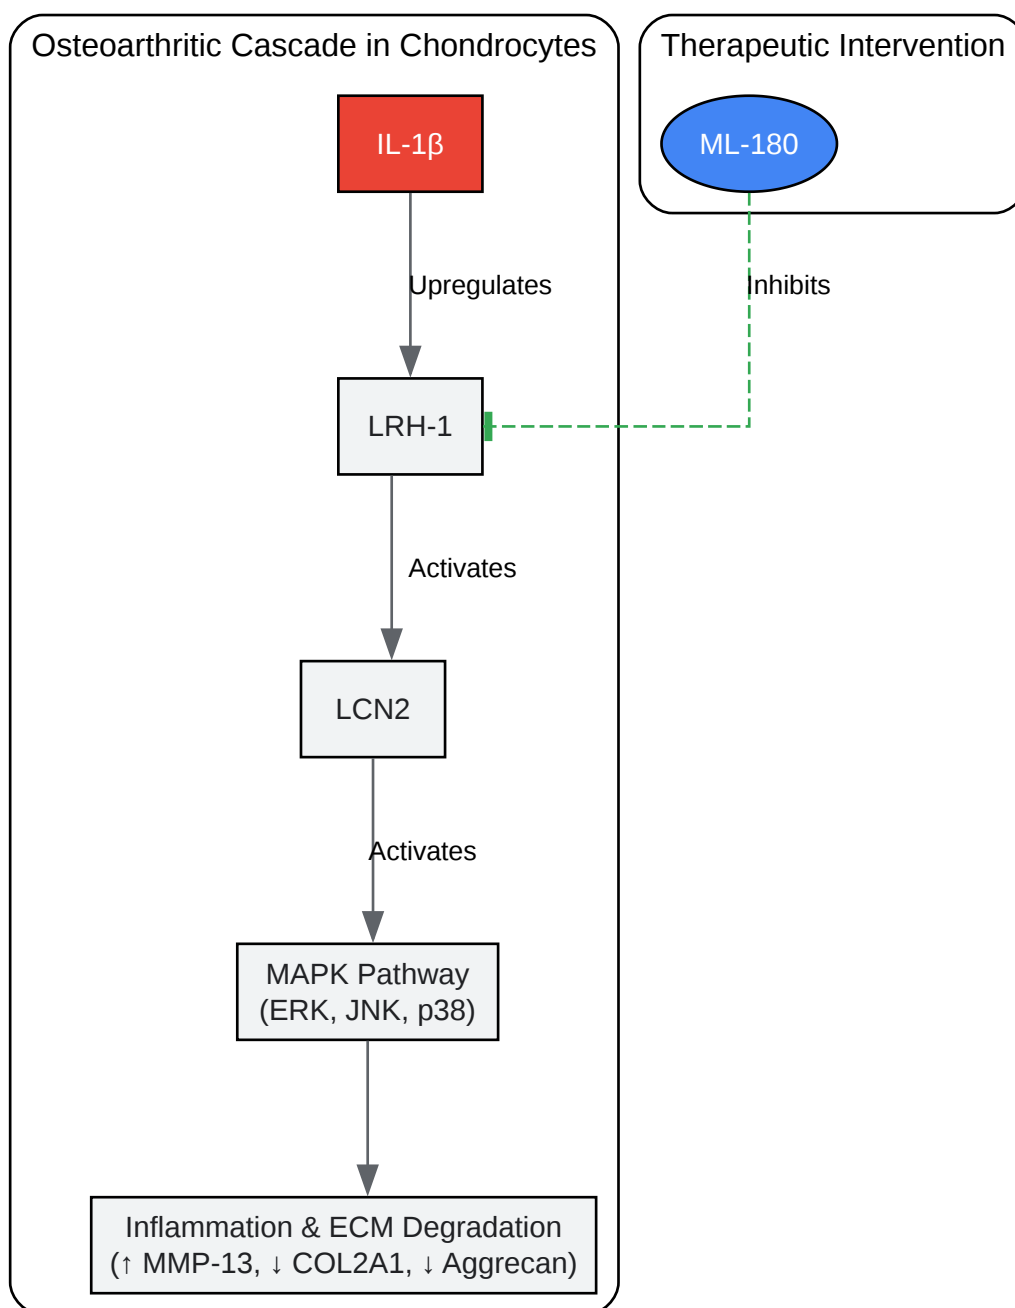 Osteoarthritic Cascade in Chondrocytes
Therapeutic Intervention
IL-1β
ML-180
Upregulates
Inhibits
LRH-1
Activates
LCN2
Activates
MAPK Pathway
(ERK, JNK, p38)
Inflammation & ECM Degradation
(↑ MMP-13, ↓ COL2A1, ↓ Aggrecan)